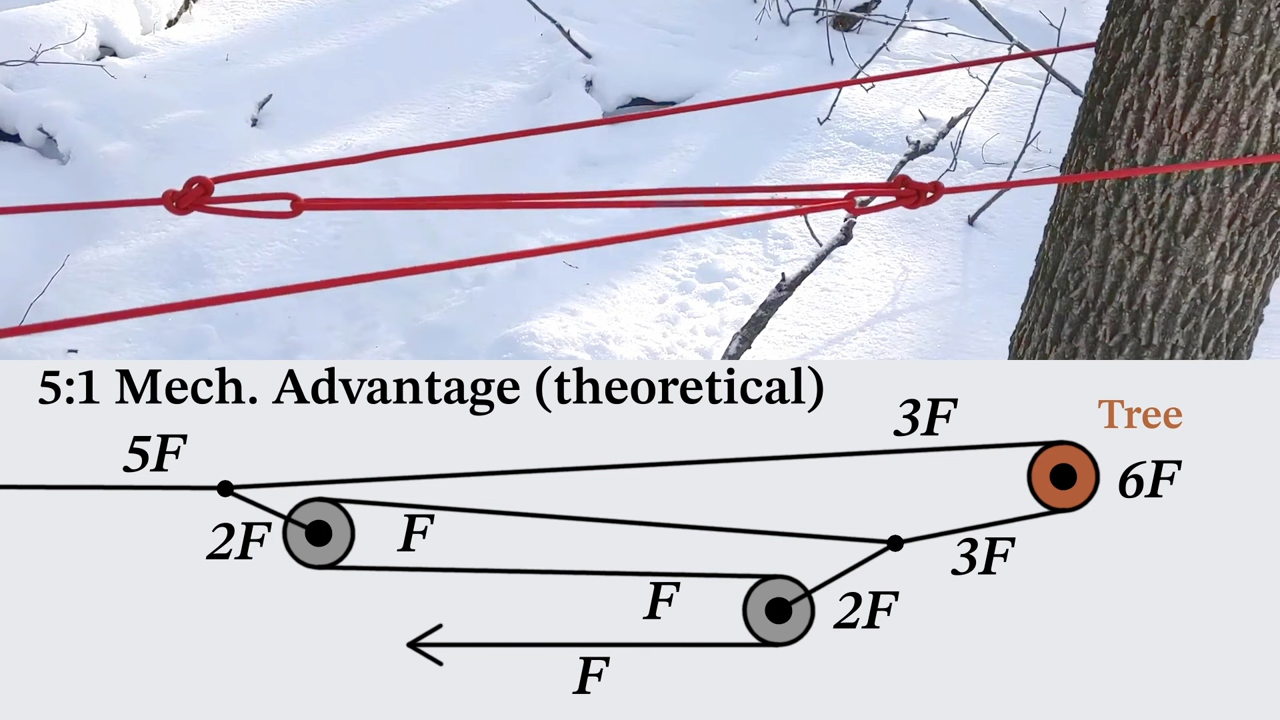 5:1 Mech. Advantage (theoretical)
3F
Tree
5F
6F
2F
F
3F
F
2F
F